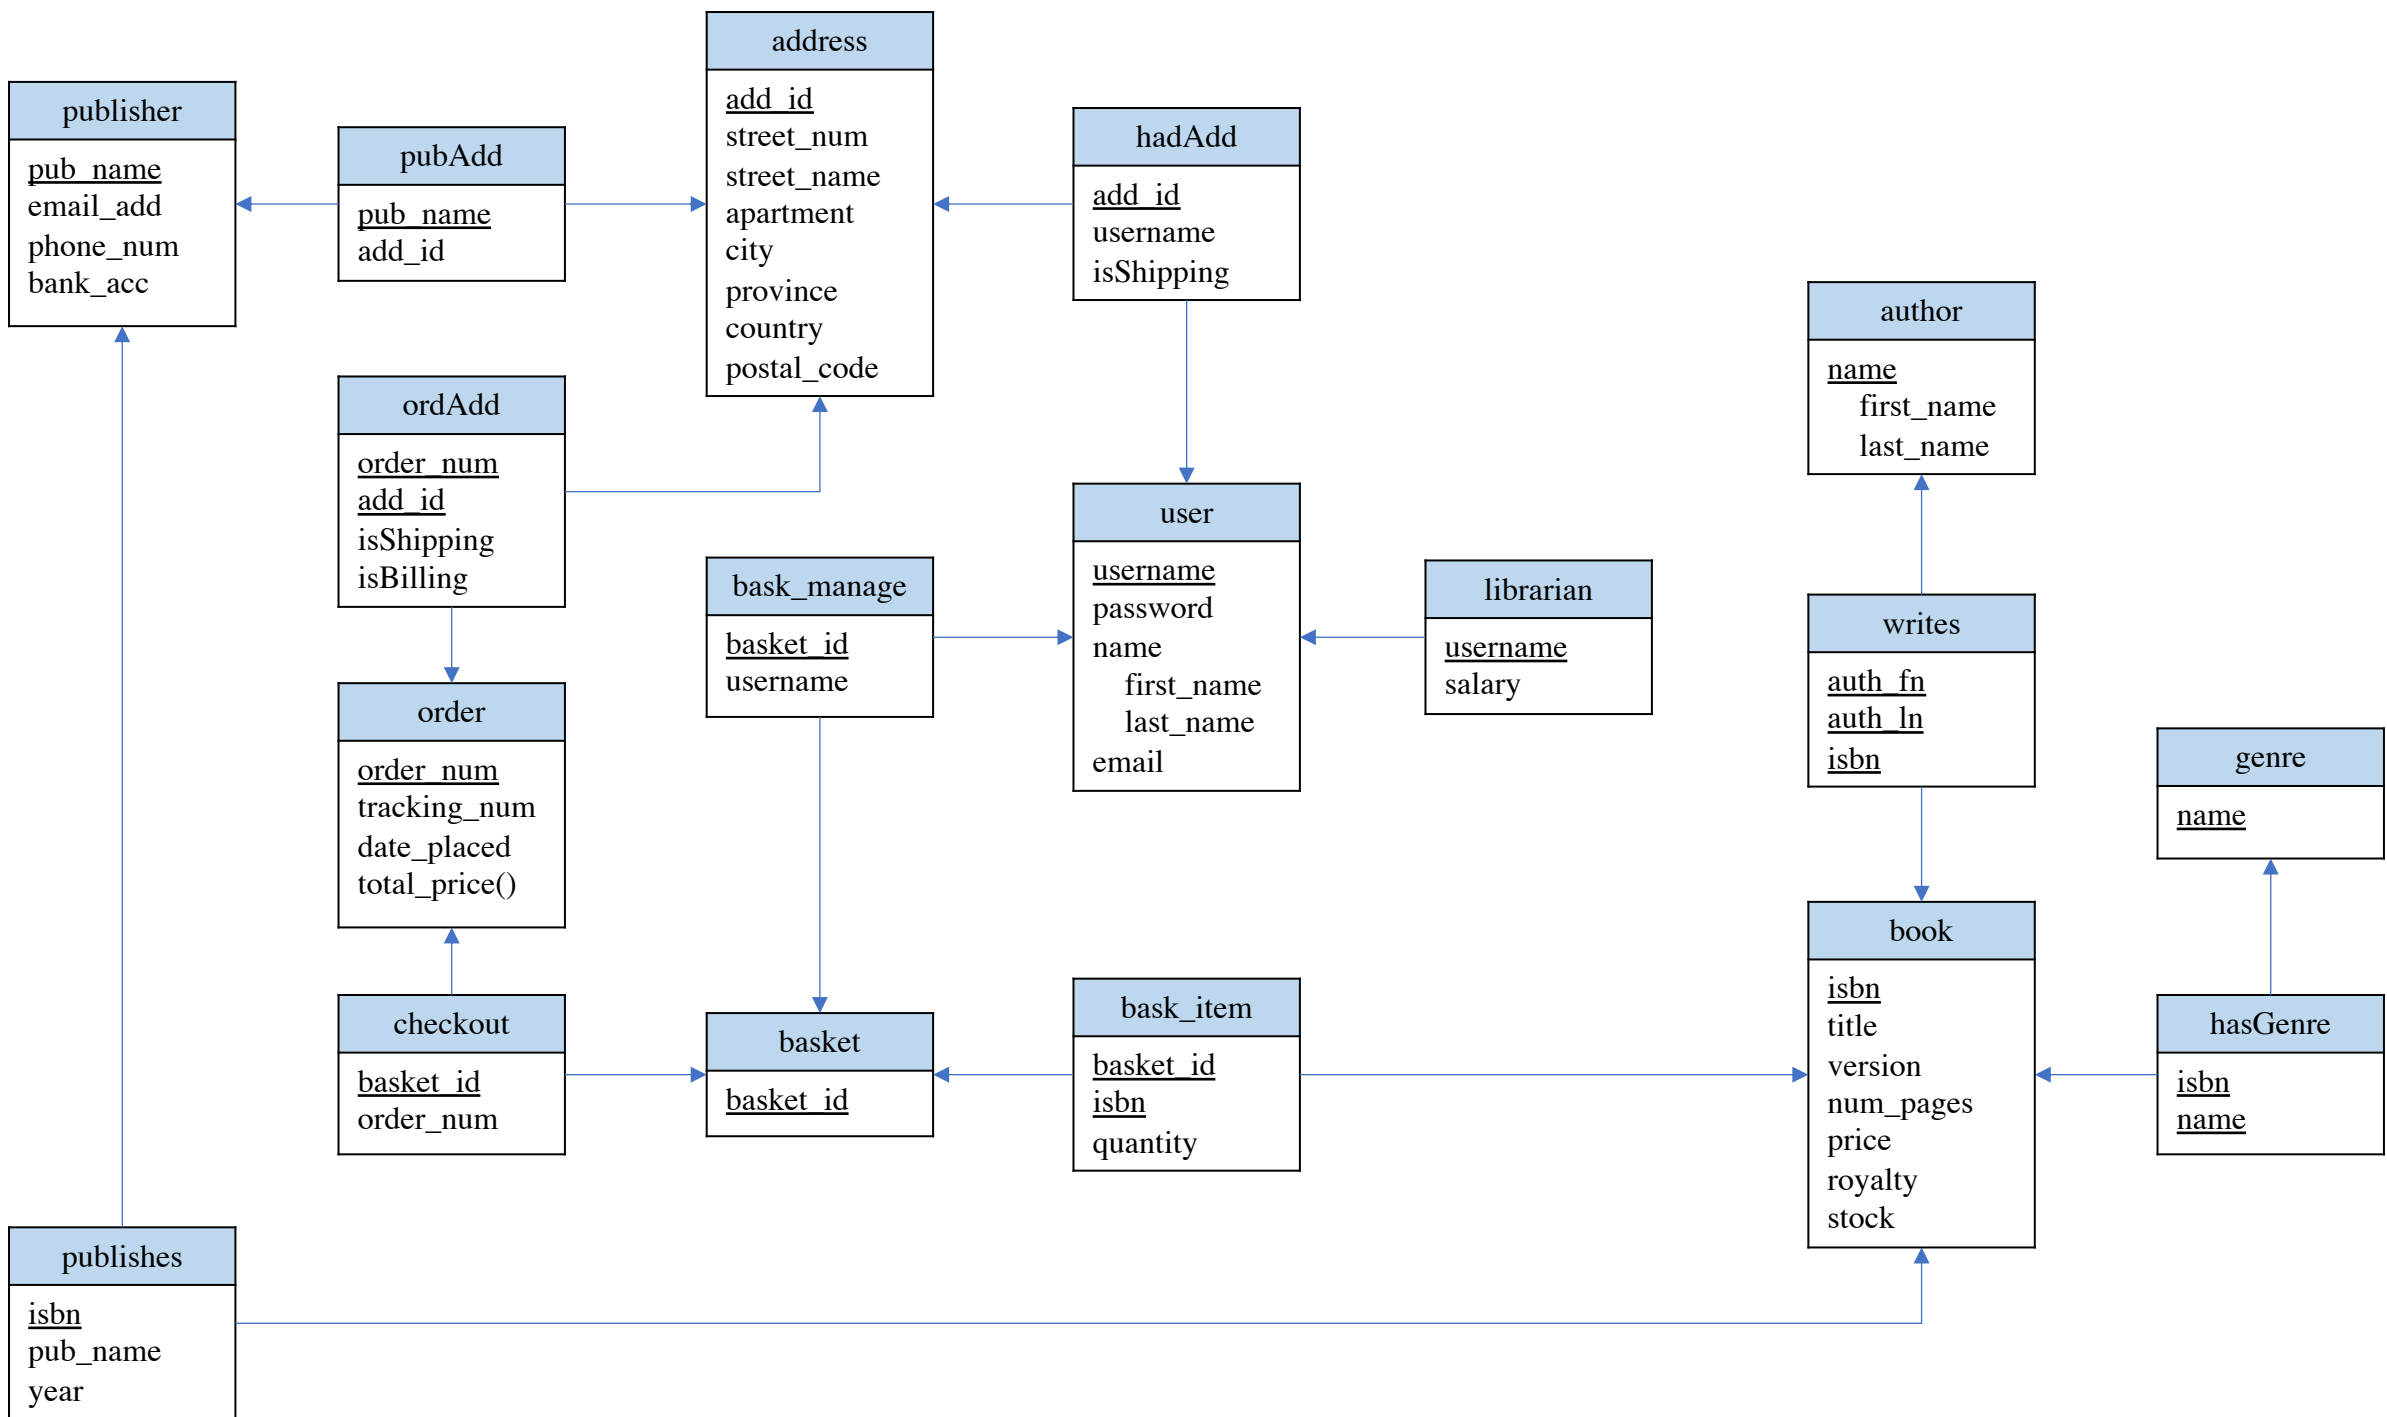 publisher
pub_name
email_add
phone_num
bank_acc
pubAdd
pub_name
add_id
address
add_id
street_num
street_name
apartment
city
province
country
postal_code
hadAdd
add_id
username
isShipping
author
name
first_name
last_name
ordAdd
order_num
add_id
isShipping
isBilling
user
username
password
name
first_name
last_name
email
bask_manage
basket_id
username
librarian
username
salary
writes
auth_fn
auth_ln
isbn
order
order_num
tracking_num
date_placed
total_price()
genre
name
book
isbn
title
version
num_pages
price
royalty
stock
checkout
basket_id
order_num
basket
basket_id
bask_item
basket_id
isbn
quantity
hasGenre
isbn
name
publishes
isbn
pub_name
year